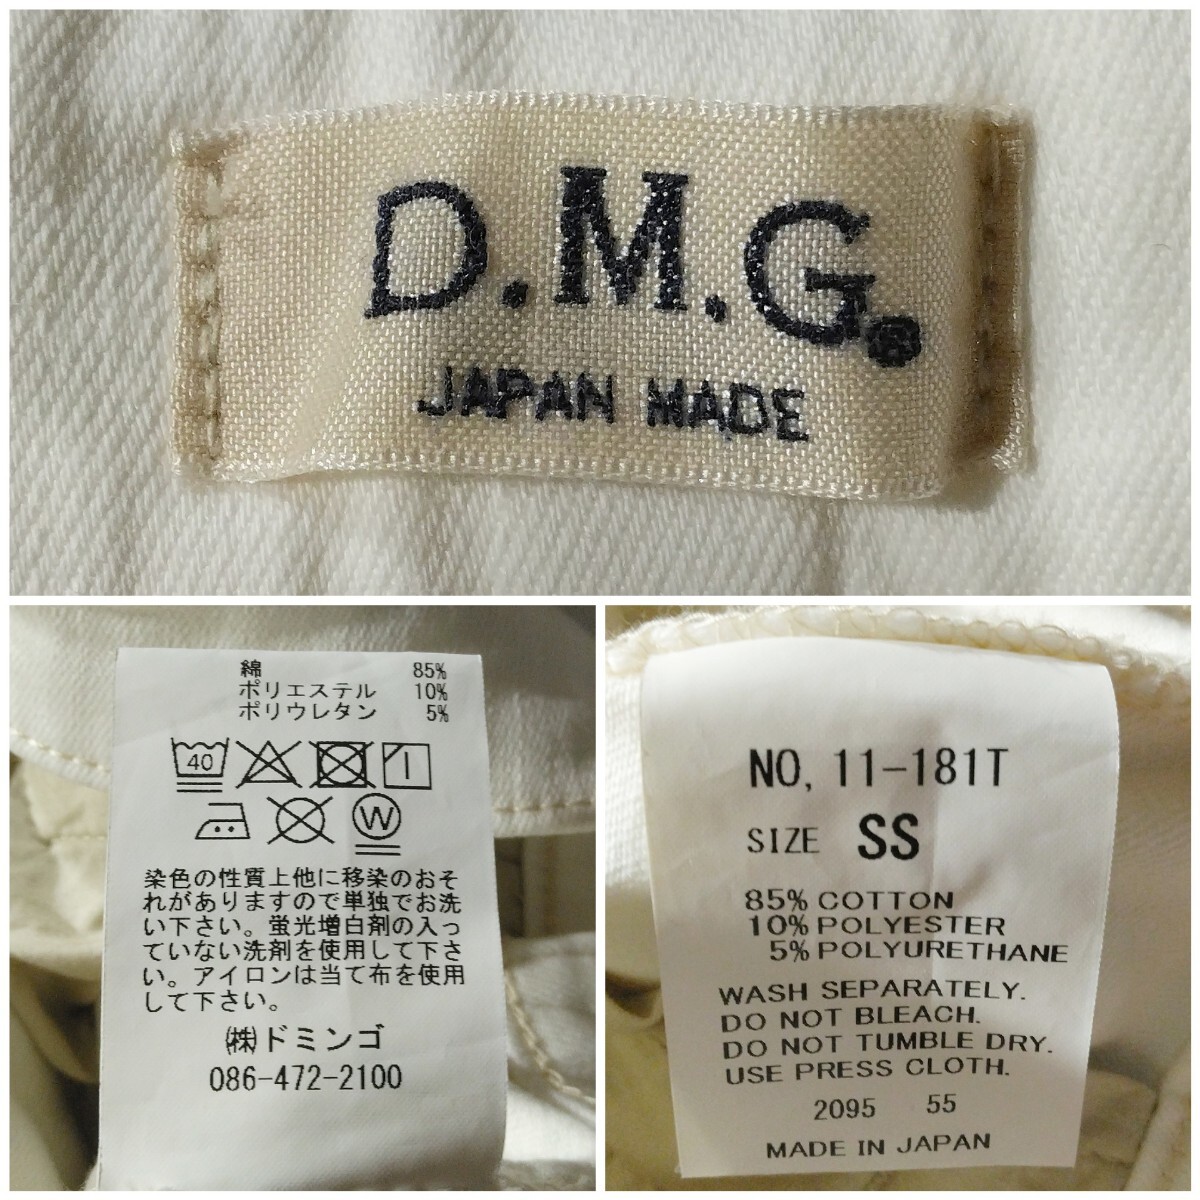 D.M.G.
JAPAN MADE
綿 85%
ポリエステル 10%
ポリウレタン 5%
40
W
染色の性質上他に移染のおそ
れがありますので単独でお洗
い下さい。蛍光増白剤の入っ
ていない洗剤を使用して下さ
い。アイロンは当て布を使用
して下さい。
㈱ドミンゴ
086-472-2100
NO, 11-181T
SIZE SS
85% COTTON
10% POLYESTER
5% POLYURETHANE
WASH SEPARATELY.
DO NOT BLEACH.
DO NOT TUMBLE DRY.
USE PRESS CLOTH.
2095 55
MADE IN JAPAN